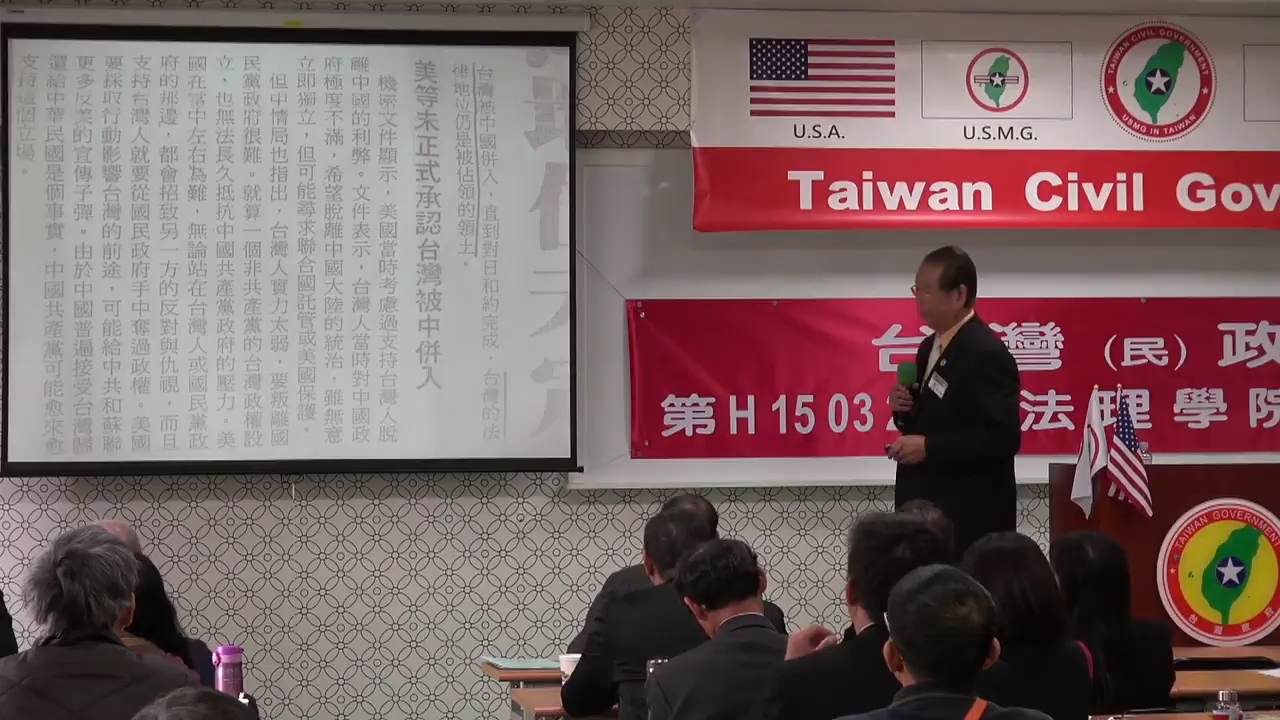 台灣被中國併入，直到對日和約完成，台灣的法
律地位仍是被佔領的領土。
美等未正式承認台灣被中併入
機密文件顯示，美國當時考慮過支持台灣人脫
離中國的利弊。文件表示，台灣人當時對中國政
府極度不滿，希望脫離中國大陸的統治，雖無意
立即獨立，但可能尋求聯合國託管或美國保護。
但中情局也指出，台灣人實力太弱，要叛離國
民黨政府很難。就算一個非共產黨的台灣政權設
立，也無法長久抵抗中國共產黨政府的壓力。美
國在當中左右為難，無論站在台灣人或國民黨政
府的那邊，都會招致另一方的反對與仇視，而且
支持台灣人就要從國民政府手中奪過政權。美國
要採取行動影響台灣的前途，可能給中共和蘇聯
更多反美的宣傳子彈。由於中國普遍接受台灣歸
還給中華民國是個事實，中國共產黨可能愈來愈
支持這個立場。
U.S.A.
U.S.M.G.
TAIWAN CIVIL GOVERNMENT
USMG IN TAIWAN
Taiwan Civil Gov
台灣（民）政
第H 15 03 法理學院
TAIWAN GOVERNMENT
台灣政府